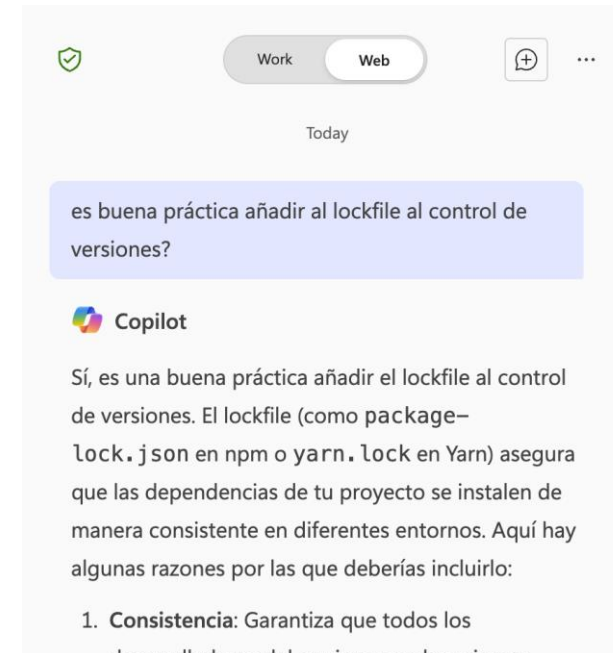 Work Web
Today
es buena práctica añadir al lockfile al control de
versiones?
Copilot
Sí, es una buena práctica añadir el lockfile al control
de versiones. El lockfile (como package-
lock.json en npm o yarn.lock en Yarn) asegura
que las dependencias de tu proyecto se instalen de
manera consistente en diferentes entornos. Aquí hay
algunas razones por las que deberías incluirlo:
1. Consistencia: Garantiza que todos los